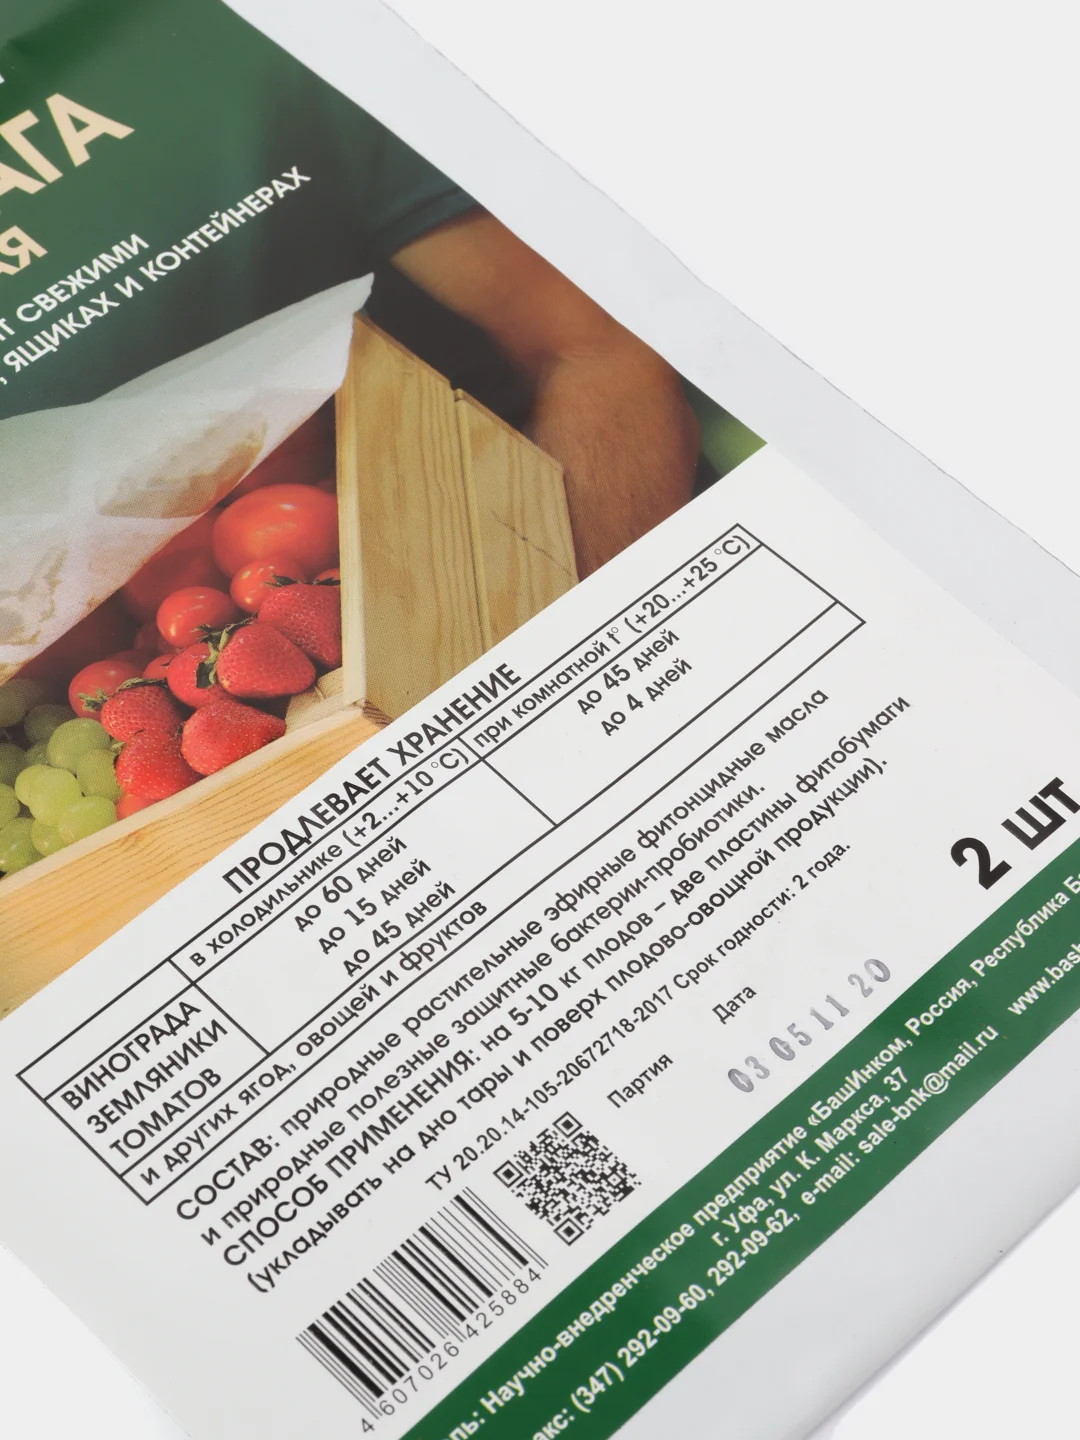 АГА
АЯ
Т СВЕЖИМИ
, ЯЩИКАХ И КОНТЕЙНЕРАХ
ПРОДЛЕВАЕТ ХРАНЕНИЕ
в холодильнике (+2...+10 °С) при комнатной t° (+20...+25 °С)
ВИНОГРАДА до 60 дней до 45 дней
ЗЕМЛЯНИКИ до 15 дней до 4 дней
ТОМАТОВ до 45 дней
и других ягод, овощей и фруктов
СОСТАВ: природные растительные эфирные фитонцидные масла
и природные полезные защитные бактерии-пробиотики.
СПОСОБ ПРИМЕНЕНИЯ: на 5-10 кг плодов – две пластины фитобумаги
(укладывать на дно тары и поверх плодово-овощной продукции).
ТУ 20.20.14-105-20672718-2017 Срок годности: 2 года.
Партия Дата
03 05 11 20
2 ШТ
4 607026 425884
ль: Научно-внедренческое предприятие «БашИнком, Россия, Республика Б
г. Уфа, ул. К. Маркса, 37
акс: (347) 292-09-60, 292-09-62, e-mail: sale-bnk@mail.ru www.bas